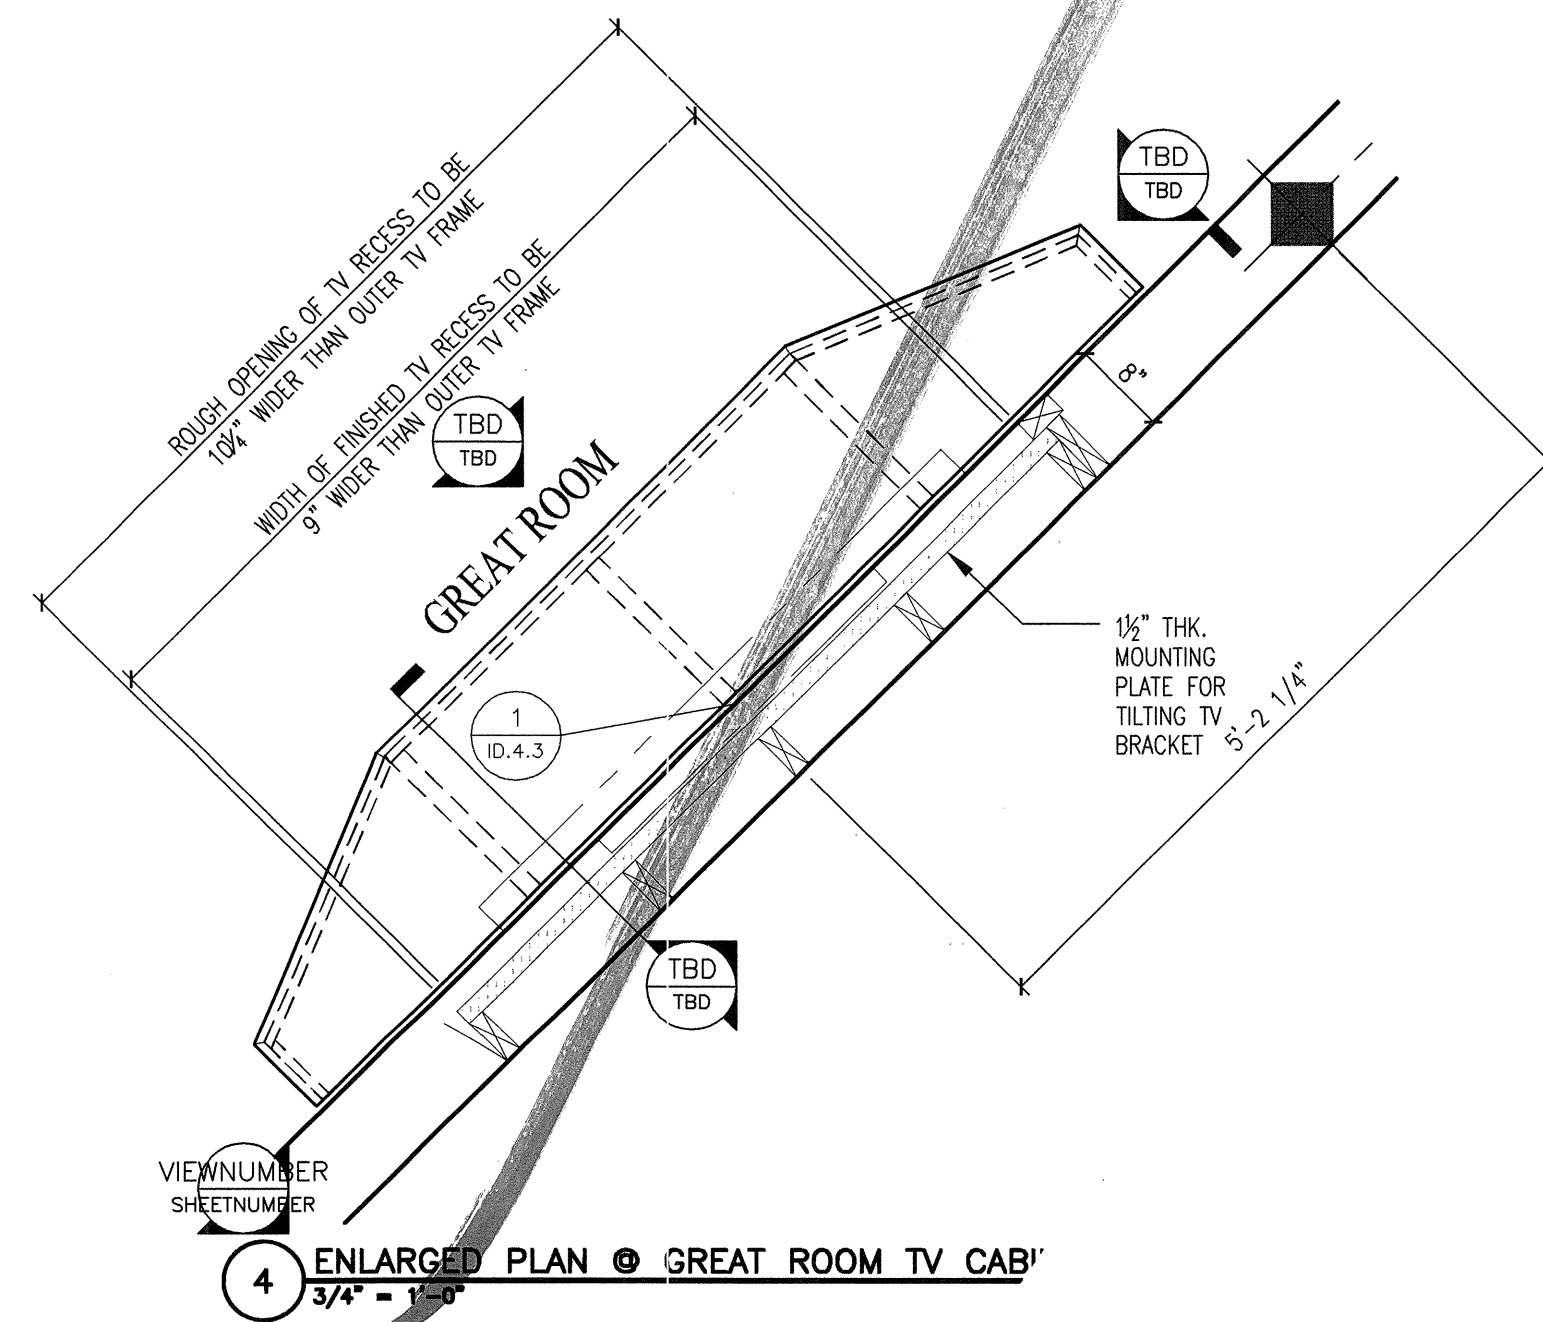 ROUGH OPENING OF TV RECESS TO BE
10¼" WIDER THAN OUTER TV FRAME
WIDTH OF FINISHED TV RECESS TO BE
9" WIDER THAN OUTER TV FRAME
TBD
TBD
TBD
TBD
GREAT ROOM
8"
1
ID.4.3
1½" THK.
MOUNTING
PLATE FOR
TILTING TV
BRACKET
5'-2 1/4"
TBD
TBD
VIEWNUMBER
SHEETNUMBER
4
ENLARGED PLAN @ GREAT ROOM TV
3/4" = 1'-0"